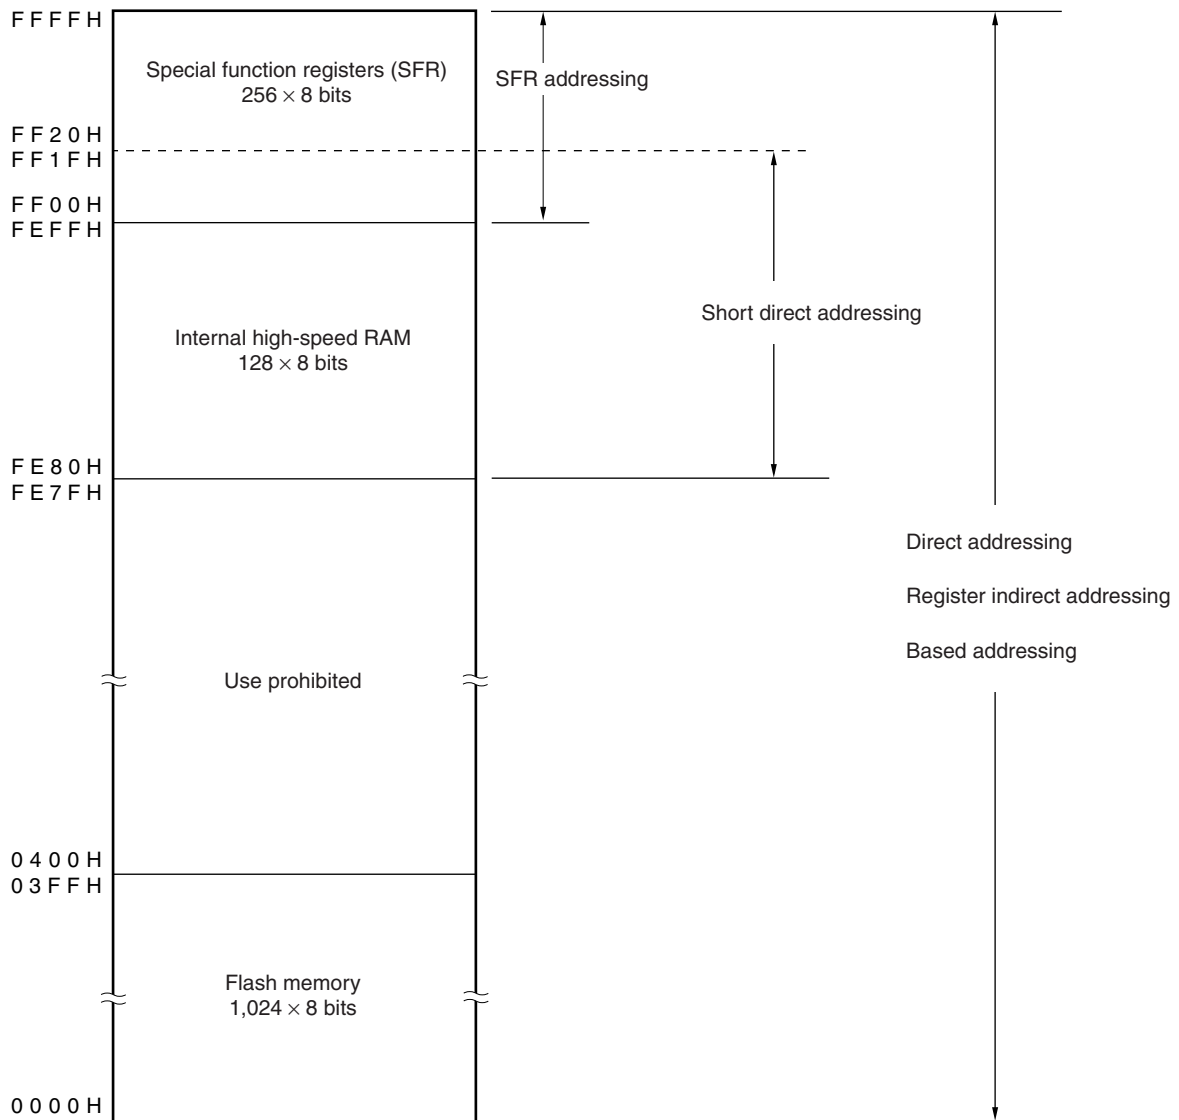 FFFFH
Special function registers (SFR)
256 × 8 bits
SFR addressing
FF20H
FF1FH
FF00H
FEFFH
Short direct addressing
Internal high-speed RAM
128 × 8 bits
FE80H
FE7FH
Direct addressing
Register indirect addressing
Based addressing
Use prohibited
0400H
03FFH
Flash memory
1,024 × 8 bits
0000H